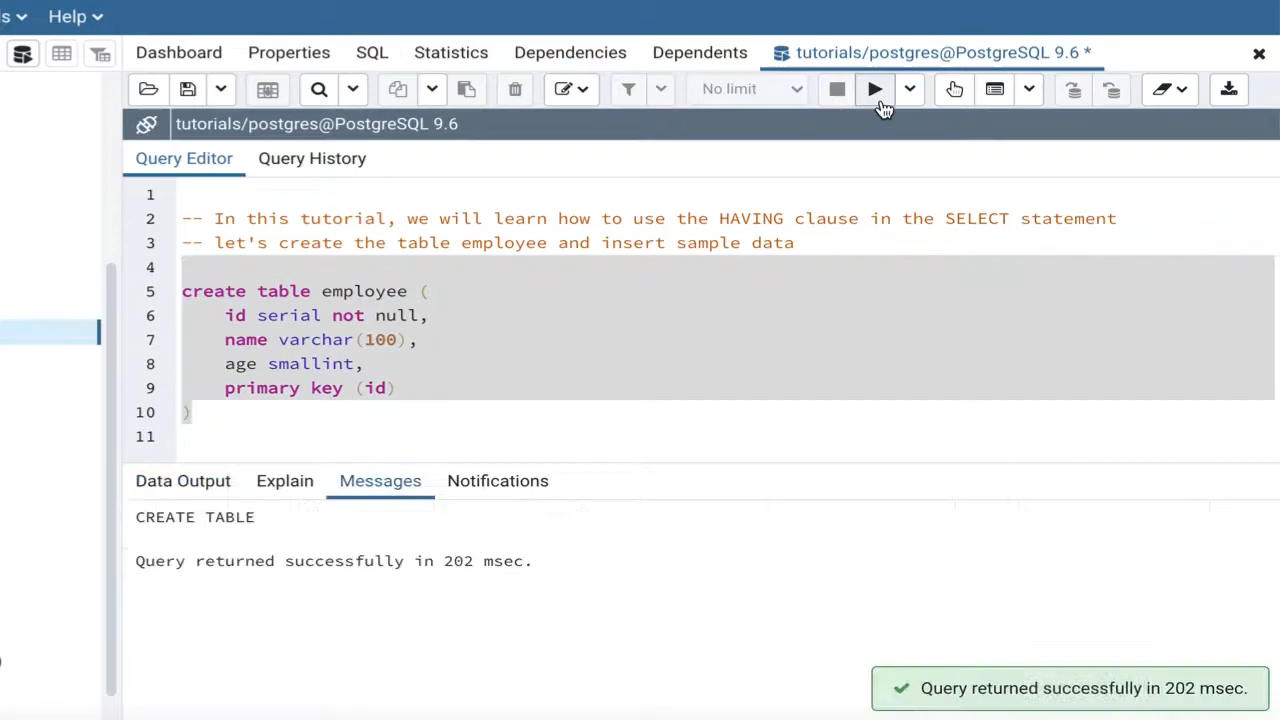 s Help
Dashboard Properties SQL Statistics Dependencies Dependents tutorials/postgres@PostgreSQL 9.6 *
No limit
tutorials/postgres@PostgreSQL 9.6
Query Editor Query History
1
2 -- In this tutorial, we will learn how to use the HAVING clause in the SELECT statement
3 -- let's create the table employee and insert sample data
4
5 create table employee (
6 id serial not null,
7 name varchar(100),
8 age smallint,
9 primary key (id)
10 )
11
Data Output Explain Messages Notifications
CREATE TABLE
Query returned successfully in 202 msec.
)
Query returned successfully in 202 msec.